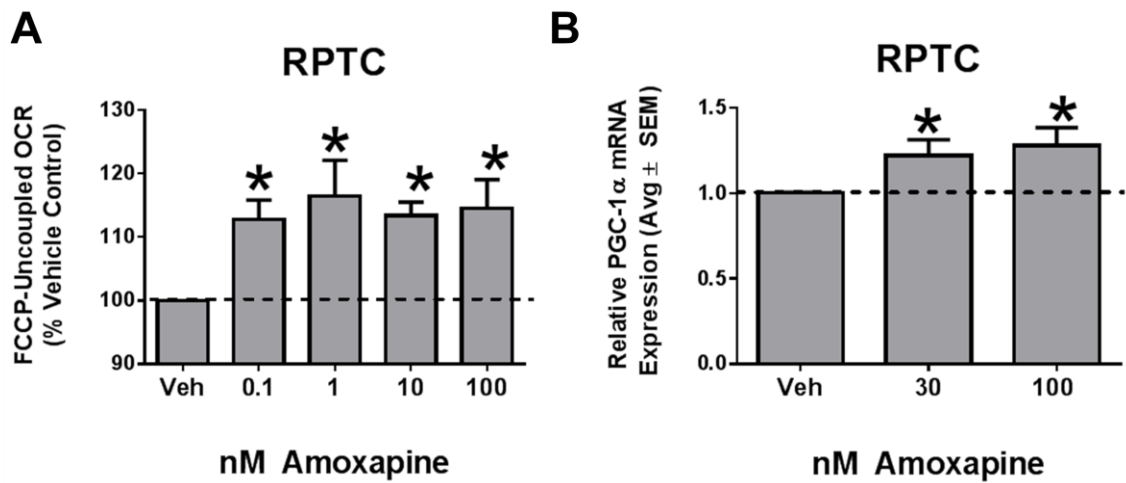 A
RPTC
FCCP-Uncoupled OCR
(% Vehicle Control)
130
120
110
100
90
*
*
*
*
Veh 0.1 1 10 100
nM Amoxapine
B
RPTC
Relative PGC-1α mRNA
Expression (Avg ± SEM)
1.5
1.0
0.5
0.0
*
*
Veh 30 100
nM Amoxapine